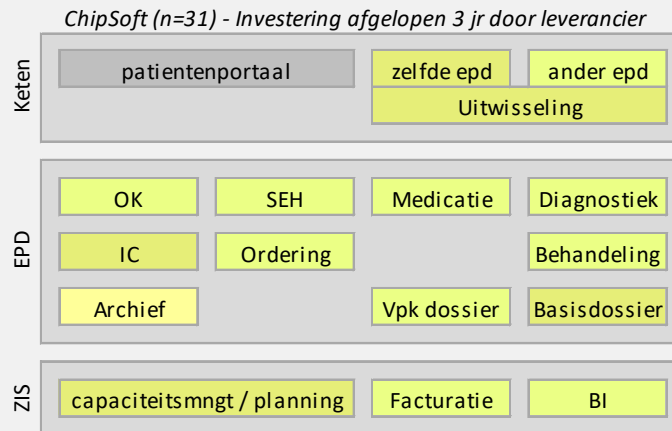 ChipSoft (n=31) - Investering afgelopen 3 jr door leverancier
Keten
patientenportaal
zelfde epd
ander epd
Uitwisseling
EPD
OK
SEH
Medicatie
Diagnostiek
IC
Ordering
Behandeling
Archief
Vpk dossier
Basisdossier
ZIS
capaciteitsmngt / planning
Facturatie
BI